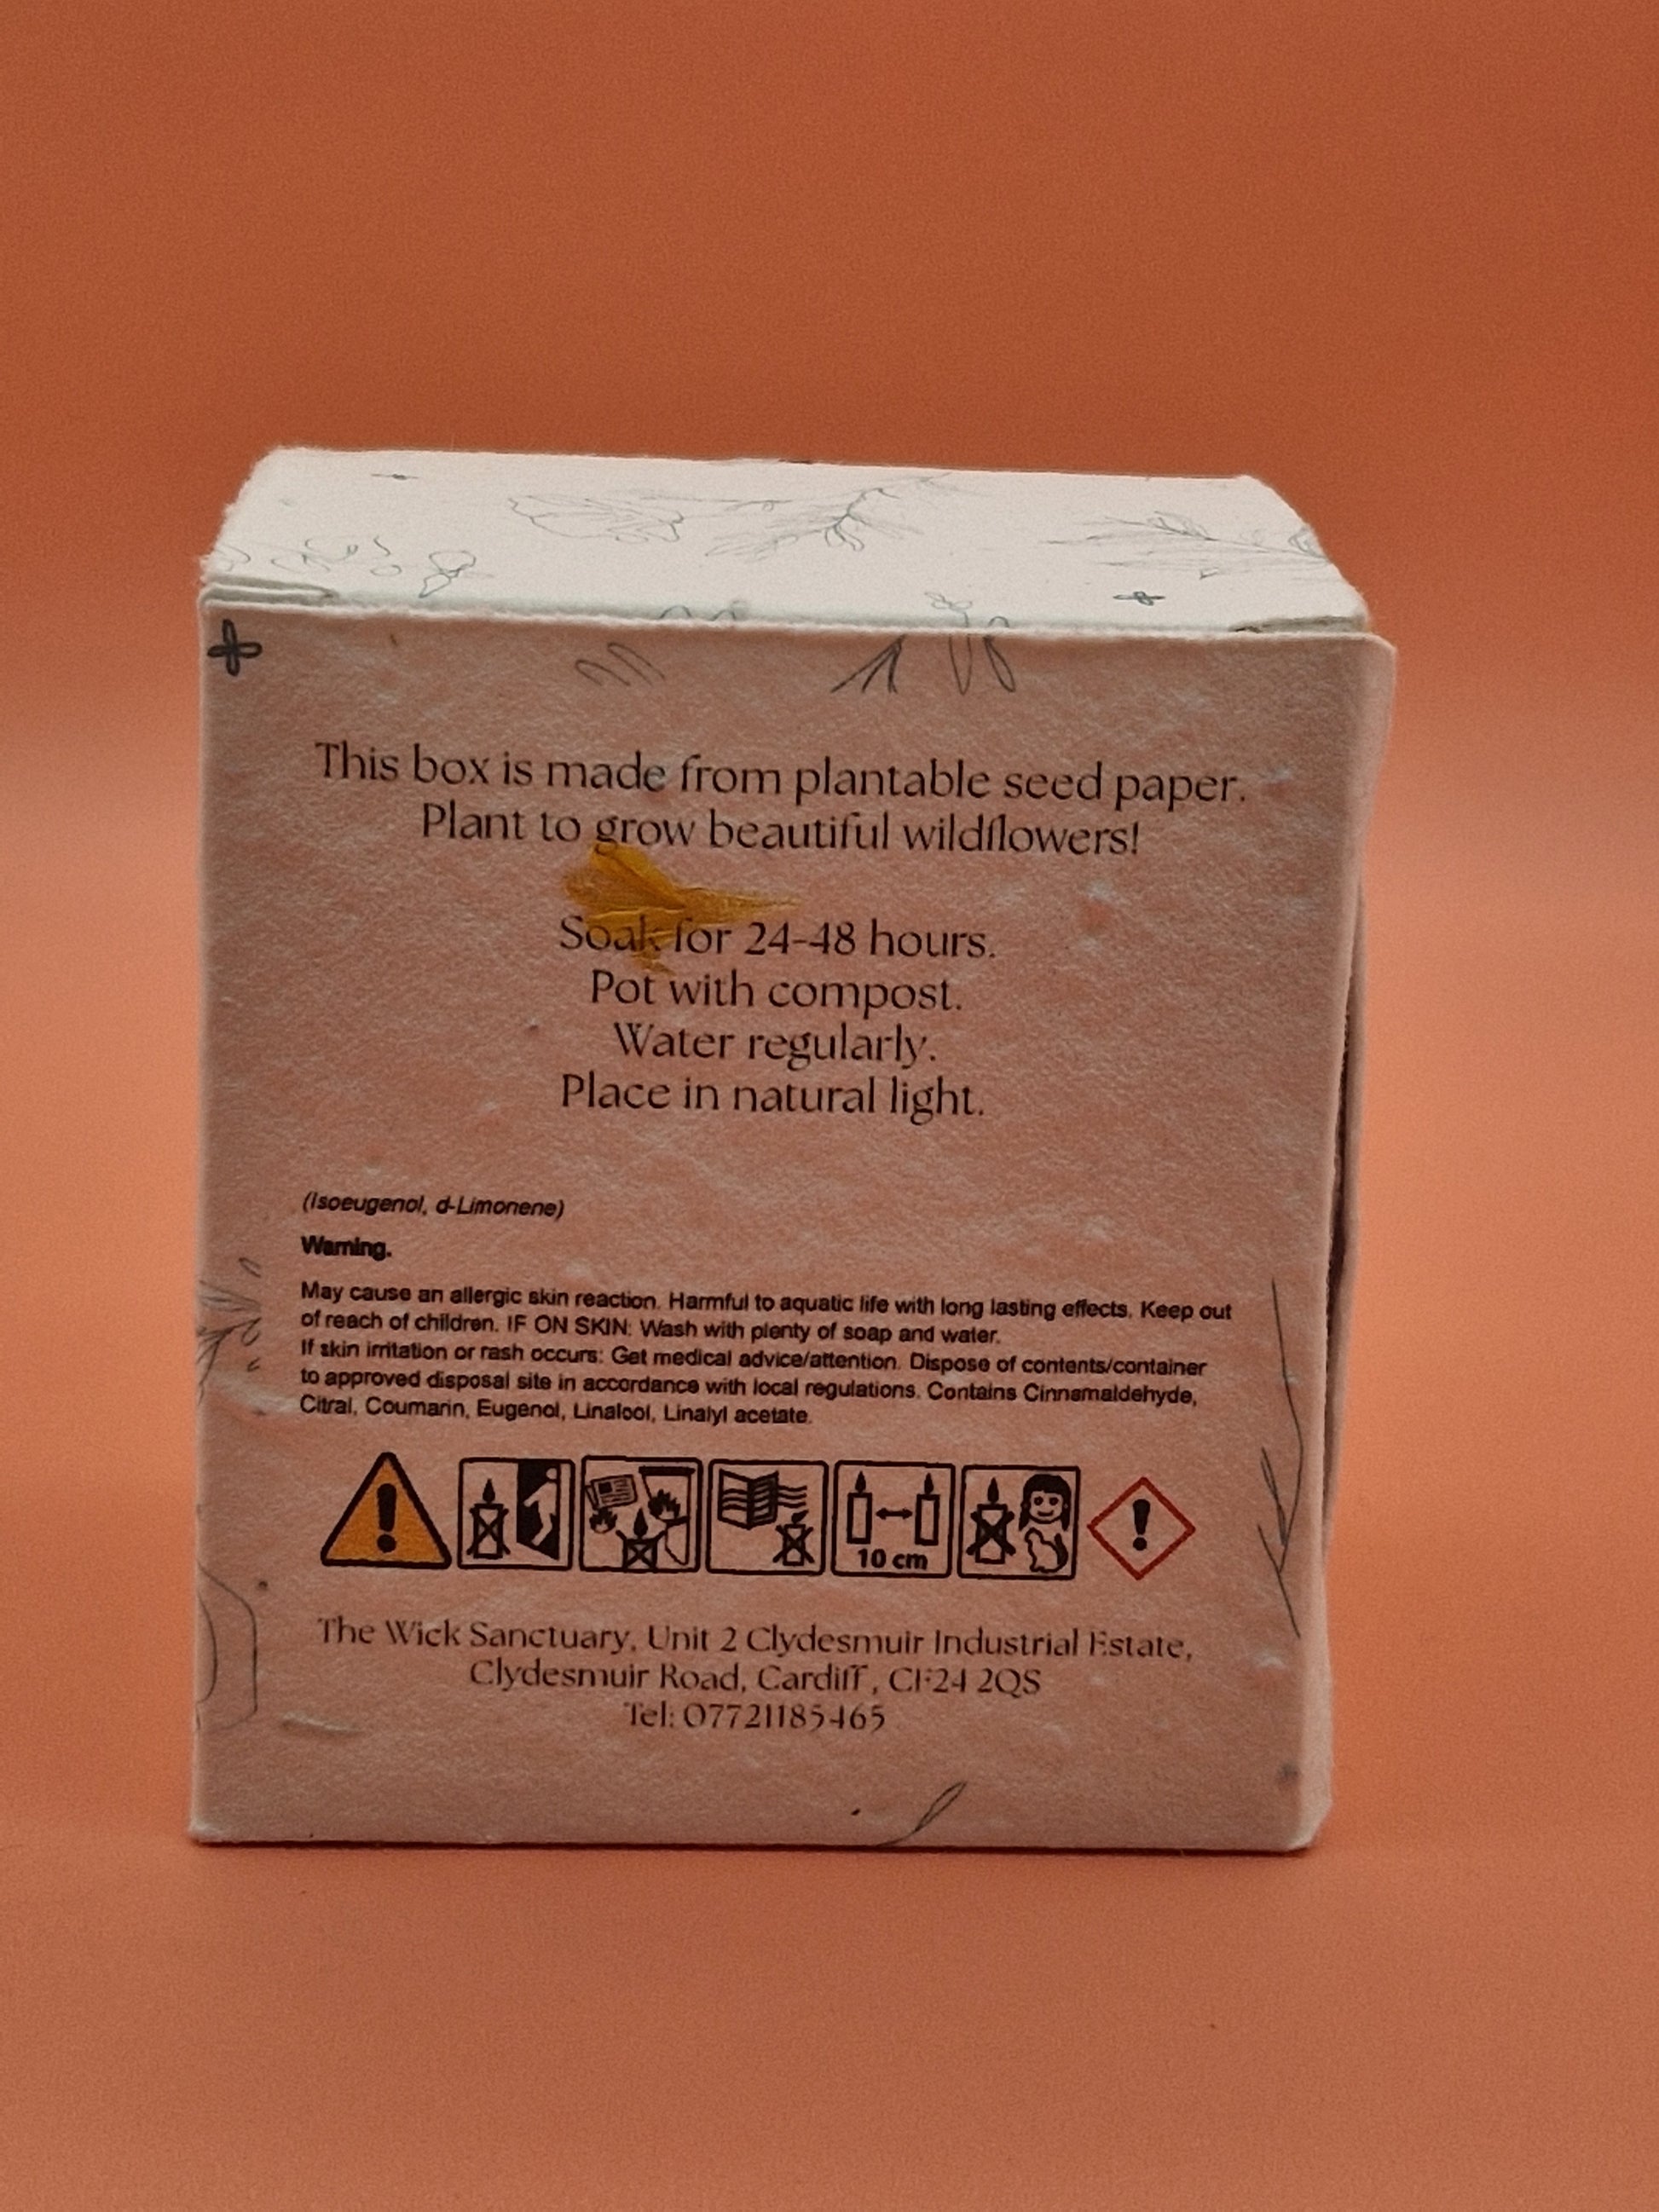 This box is made from plantable seed paper.
Plant to grow beautiful wildflowers!
Soak for 24-48 hours.
Pot with compost.
Water regularly.
Place in natural light.
(Isoeugenol, d-Limonene)
Warning.
May cause an allergic skin reaction. Harmful to aquatic life with long lasting effects. Keep out
of reach of children. IF ON SKIN: Wash with plenty of soap and water.
If skin irritation or rash occurs: Get medical advice/attention. Dispose of contents/container
to approved disposal site in accordance with local regulations. Contains Cinnamaldehyde,
Citral, Coumarin, Eugenol, Linalool, Linalyl acetate.
10 cm
The Wick Sanctuary, Unit 2 Clydesmuir Industrial Estate,
Clydesmuir Road, Cardiff , CF24 2QS
Tel: 07721185465